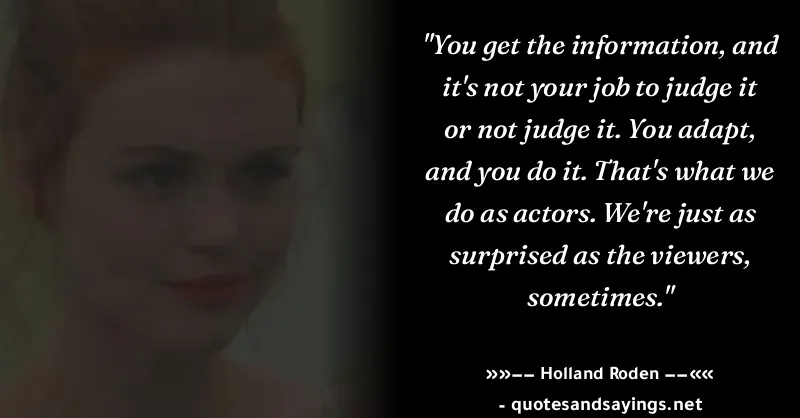 "You get the information, and
it's not your job to judge it
or not judge it. You adapt,
and you do it. That's what we
do as actors. We're just as
surprised as the viewers,
sometimes."
»»−− Holland Roden −−««
- quotesandsayings.net